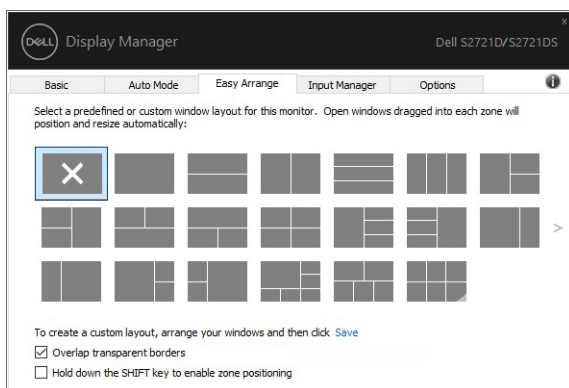 DELL Display Manager Dell S2721D/S2721DS
Basic Auto Mode Easy Arrange Input Manager Options
Select a predefined or custom window layout for this monitor. Open windows dragged into each zone will
position and resize automatically:
To create a custom layout, arrange your windows and then click Save
Overlap transparent borders
Hold down the SHIFT key to enable zone positioning